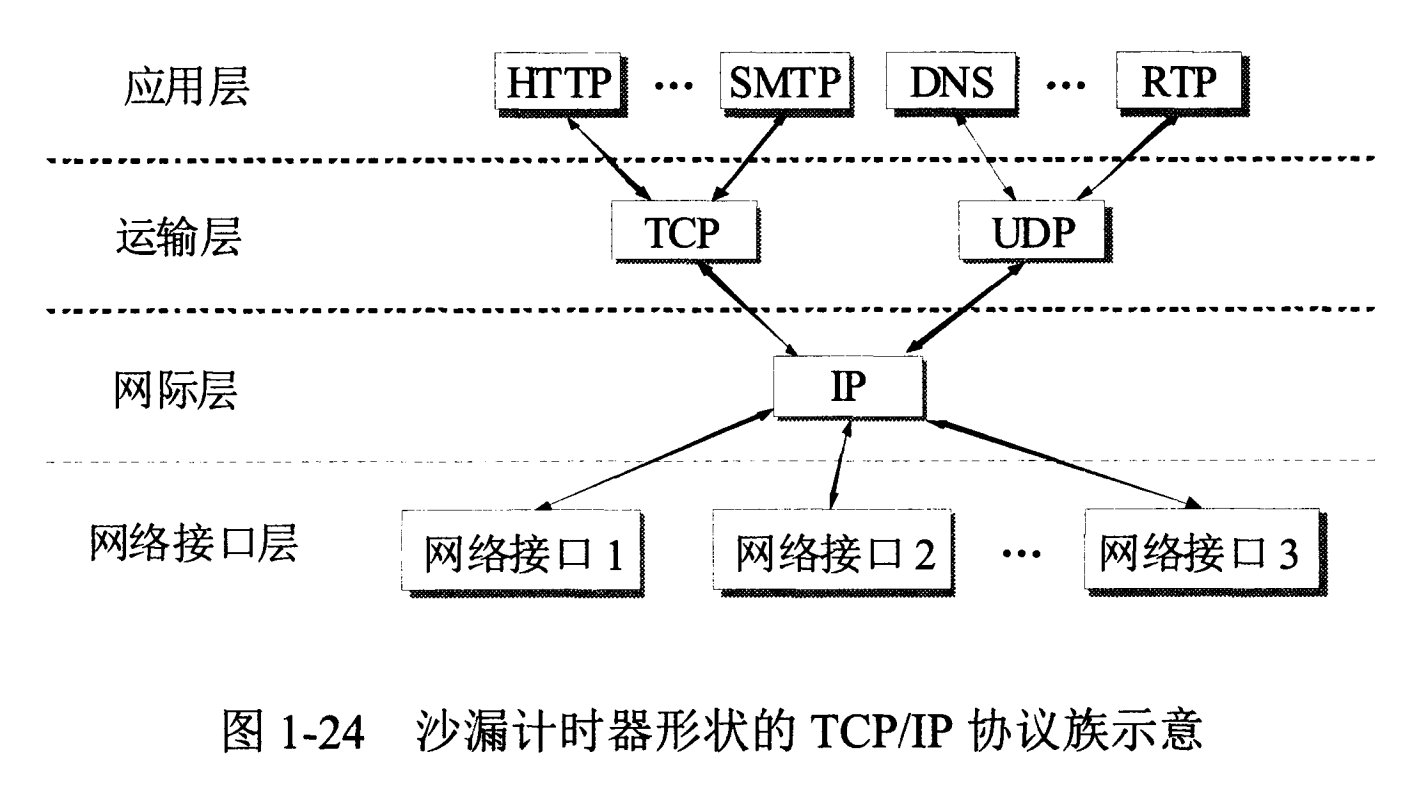 应用层 HTTP … SMTP DNS … RTP
运输层 TCP UDP
网际层 IP
网络接口层 网络接口 1 网络接口 2 … 网络接口 3
图 1-24 沙漏计时器形状的 TCP/IP 协议族示意